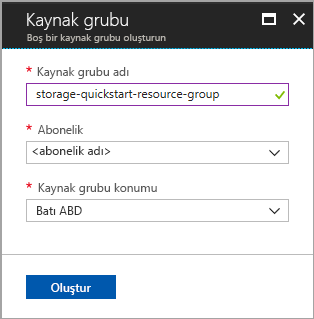 Kaynak grubu
Boş bir kaynak grubu oluşturun
* Kaynak grubu adı
storage-quickstart-resource-group
* Abonelik
<abonelik adı>
* Kaynak grubu konumu
Batı ABD
Oluştur